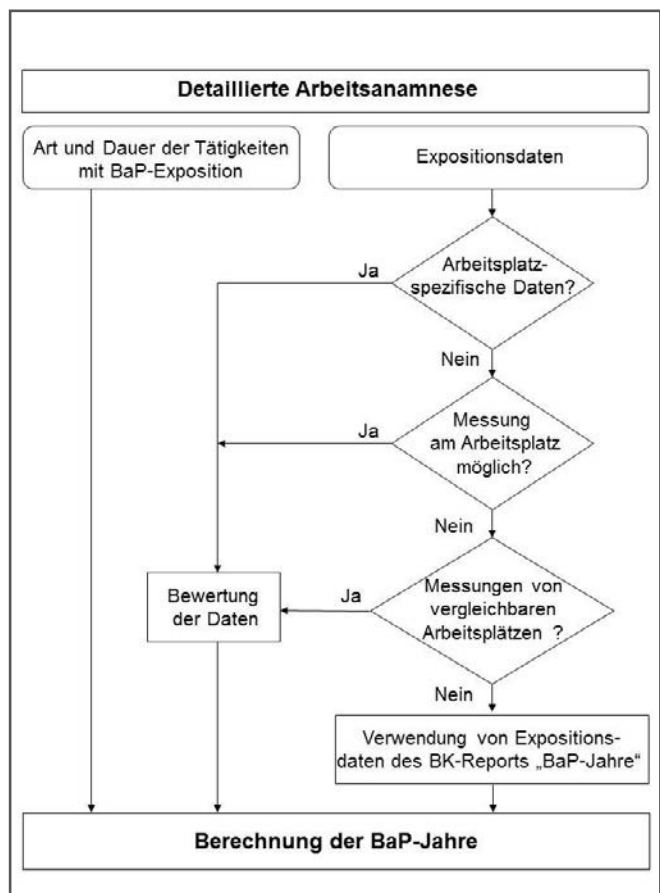 Detaillierte Arbeitsanamnese
Art und Dauer der Tätigkeiten
mit BaP-Exposition
Expositionsdaten
Ja
Arbeitsplatz-
spezifische Daten?
Nein
Ja
Messung
am Arbeitsplatz
möglich?
Nein
Bewertung
der Daten
Ja
Messungen von
vergleichbaren
Arbeitsplätzen ?
Nein
Verwendung von Expositions-
daten des BK-Reports „BaP-Jahre“
Berechnung der BaP-Jahre